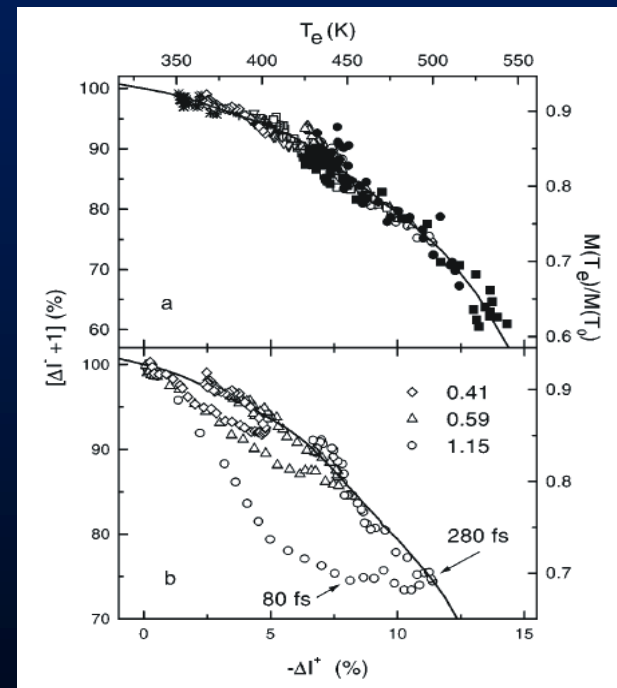 Tₑ (K)
350 400 450 500 550
100
90
80
70
60
0.9
0.8
0.7
0.6
a
[ΔI⁻+1] (%)
M(Tₑ)/M(T₀)
100
90
80
70
0.9
0.8
0.7
◇ 0.41
△ 0.59
○ 1.15
280 fs
80 fs
b
0 5 10 15
-ΔI⁺ (%)